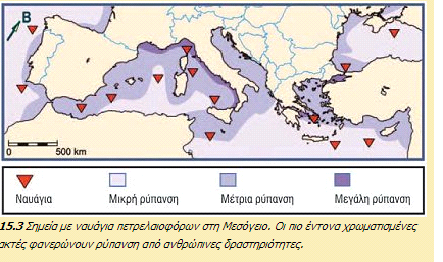 B
0
500 km
Ναυάγια
Μικρή ρύπανση
Μέτρια ρύπανση
Μεγάλη ρύπανση
15.3 Σημεία με ναυάγια πετρελαιοφόρων στη Μεσόγειο. Οι πιο έντονα χρωματισμένες
ακτές φανερώνουν ρύπανση από ανθρώπινες δραστηριότητες.